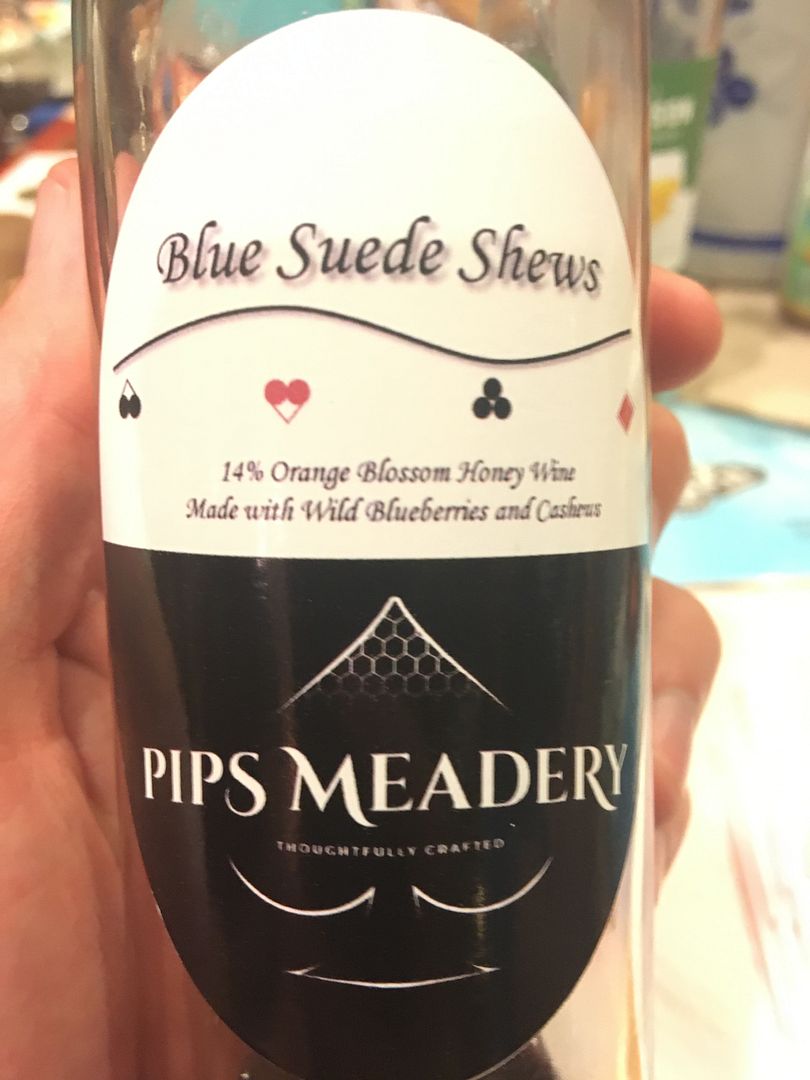 Blue Suede Shews
14% Orange Blossom Honey Wine
Made with Wild Blueberries and Cashews
PIPS MEADERY
THOUGHTFULLY CRAFTED